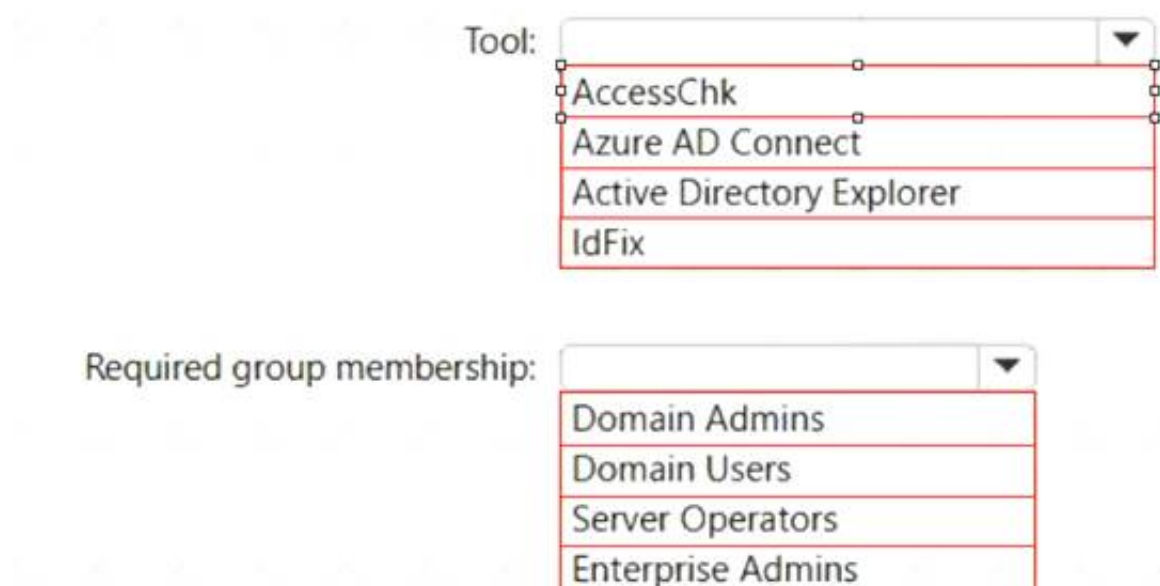 Tool:
AccessChk
Azure AD Connect
Active Directory Explorer
IdFix
Required group membership:
Domain Admins
Domain Users
Server Operators
Enterprise Admins